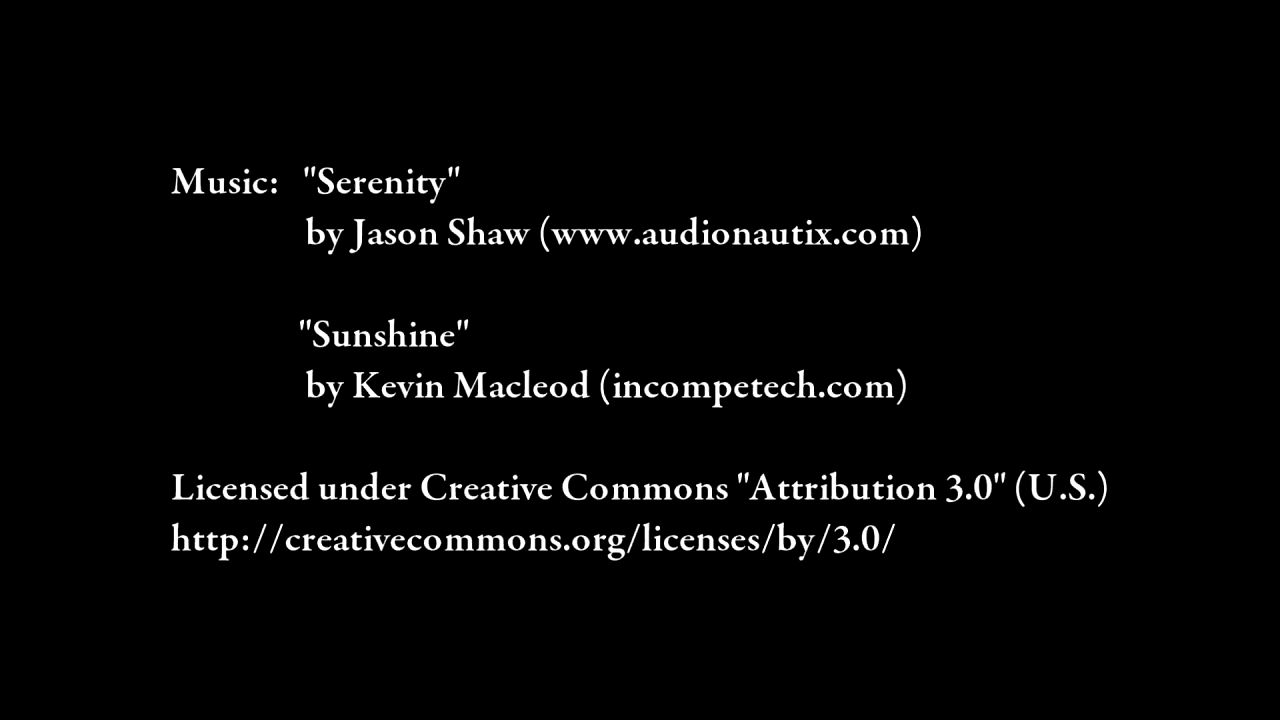 Music: "Serenity"
by Jason Shaw (www.audionautix.com)
"Sunshine"
by Kevin Macleod (incompetech.com)
Licensed under Creative Commons "Attribution 3.0" (U.S.)
http://creativecommons.org/licenses/by/3.0/